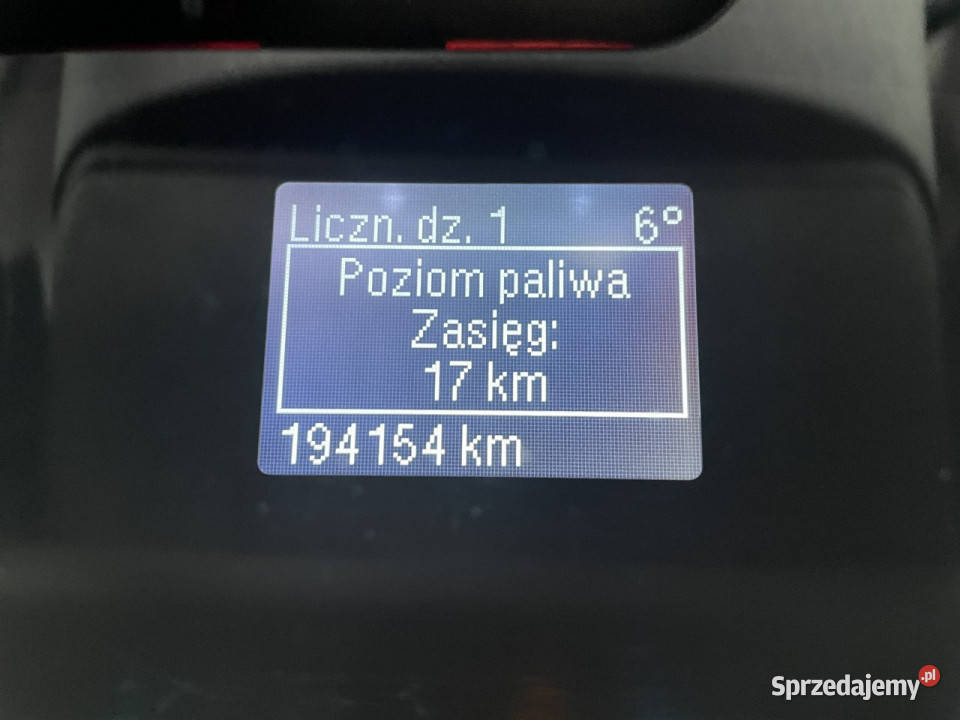 Liczn. dz. 1 6°
Poziom paliwa
Zasięg:
17 km
194154 km
Sprzedajemy.pl